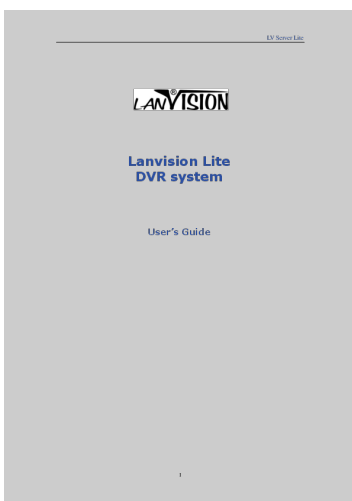 LV Server Lite
LANVISION®
Lanvision Lite
DVR system
User's Guide
1